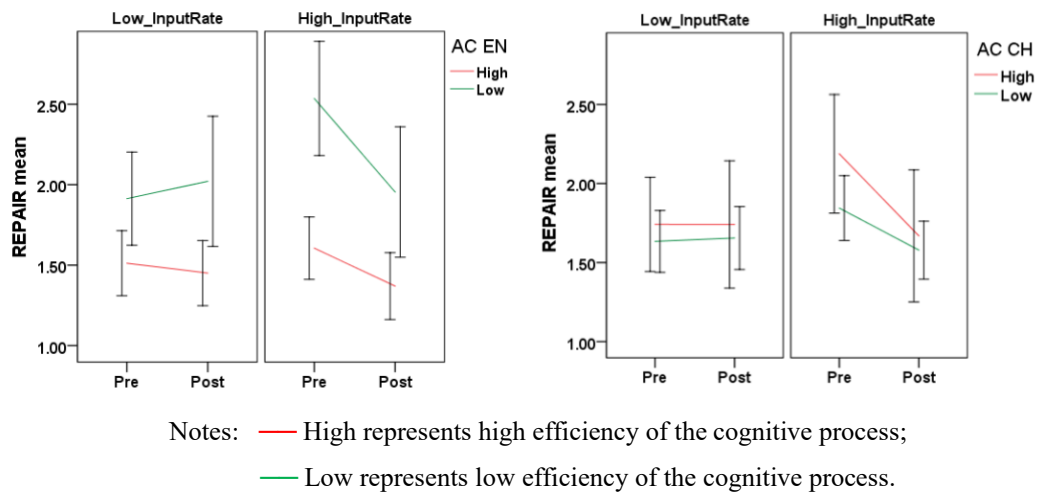 Low_InputRate
High_InputRate
AC EN
High
Low
REPAIR mean
2.50
2.00
1.50
1.00
Pre
Post
Pre
Post
Low_InputRate
High_InputRate
AC CH
High
Low
REPAIR mean
2.50
2.00
1.50
1.00
Pre
Post
Pre
Post
Notes: High represents high efficiency of the cognitive process;
Low represents low efficiency of the cognitive process.